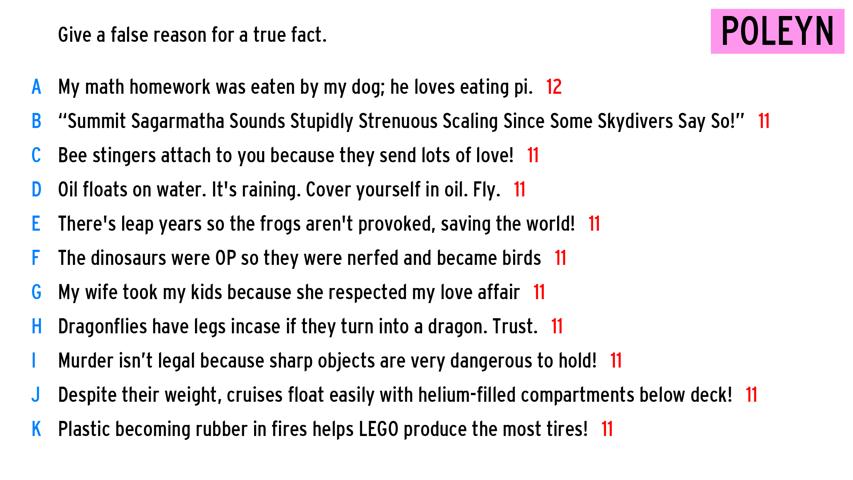 Give a false reason for a true fact.
POLEYN
A My math homework was eaten by my dog; he loves eating pi. 12
B “Summit Sagarmatha Sounds Stupidly Strenuous Scaling Since Some Skydivers Say So!” 11
C Bee stingers attach to you because they send lots of love! 11
D Oil floats on water. It's raining. Cover yourself in oil. Fly. 11
E There's leap years so the frogs aren't provoked, saving the world! 11
F The dinosaurs were OP so they were nerfed and became birds 11
G My wife took my kids because she respected my love affair 11
H Dragonflies have legs incase if they turn into a dragon. Trust. 11
I Murder isn’t legal because sharp objects are very dangerous to hold! 11
J Despite their weight, cruises float easily with helium-filled compartments below deck! 11
K Plastic becoming rubber in fires helps LEGO produce the most tires! 11